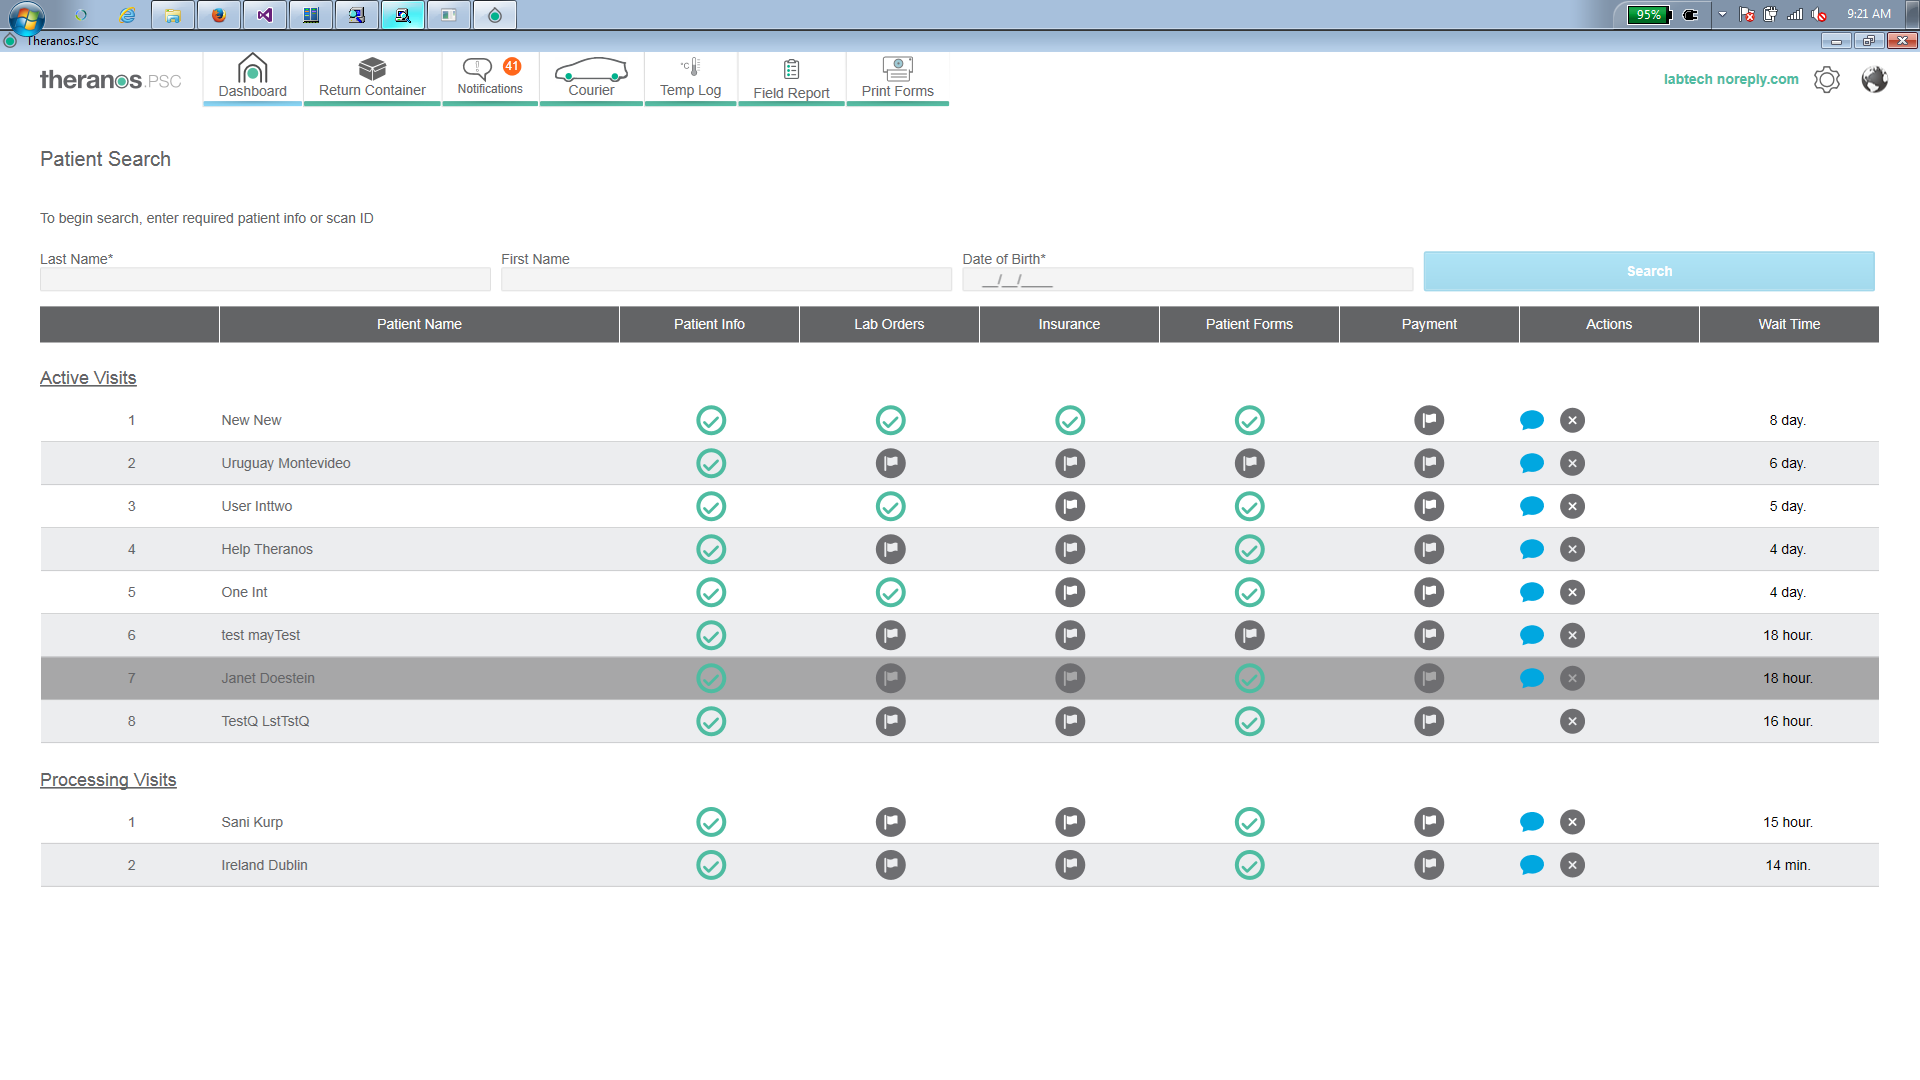 95%
9:21 AM
Theranos.PSC
theranos.PSC
Dashboard
Return Container
41
Notifications
Courier
°C
Temp Log
Field Report
Print Forms
labtech noreply.com
Patient Search
To begin search, enter required patient info or scan ID
Last Name*
First Name
Date of Birth*
__/__/____
Search
Patient Name Patient Info Lab Orders Insurance Patient Forms Payment Actions Wait Time
Active Visits
1 New New 8 day.
2 Uruguay Montevideo 6 day.
3 User Inttwo 5 day.
4 Help Theranos 4 day.
5 One Int 4 day.
6 test mayTest 18 hour.
7 Janet Doestein 18 hour.
8 TestQ LstTstQ 16 hour.
Processing Visits
1 Sani Kurp 15 hour.
2 Ireland Dublin 14 min.